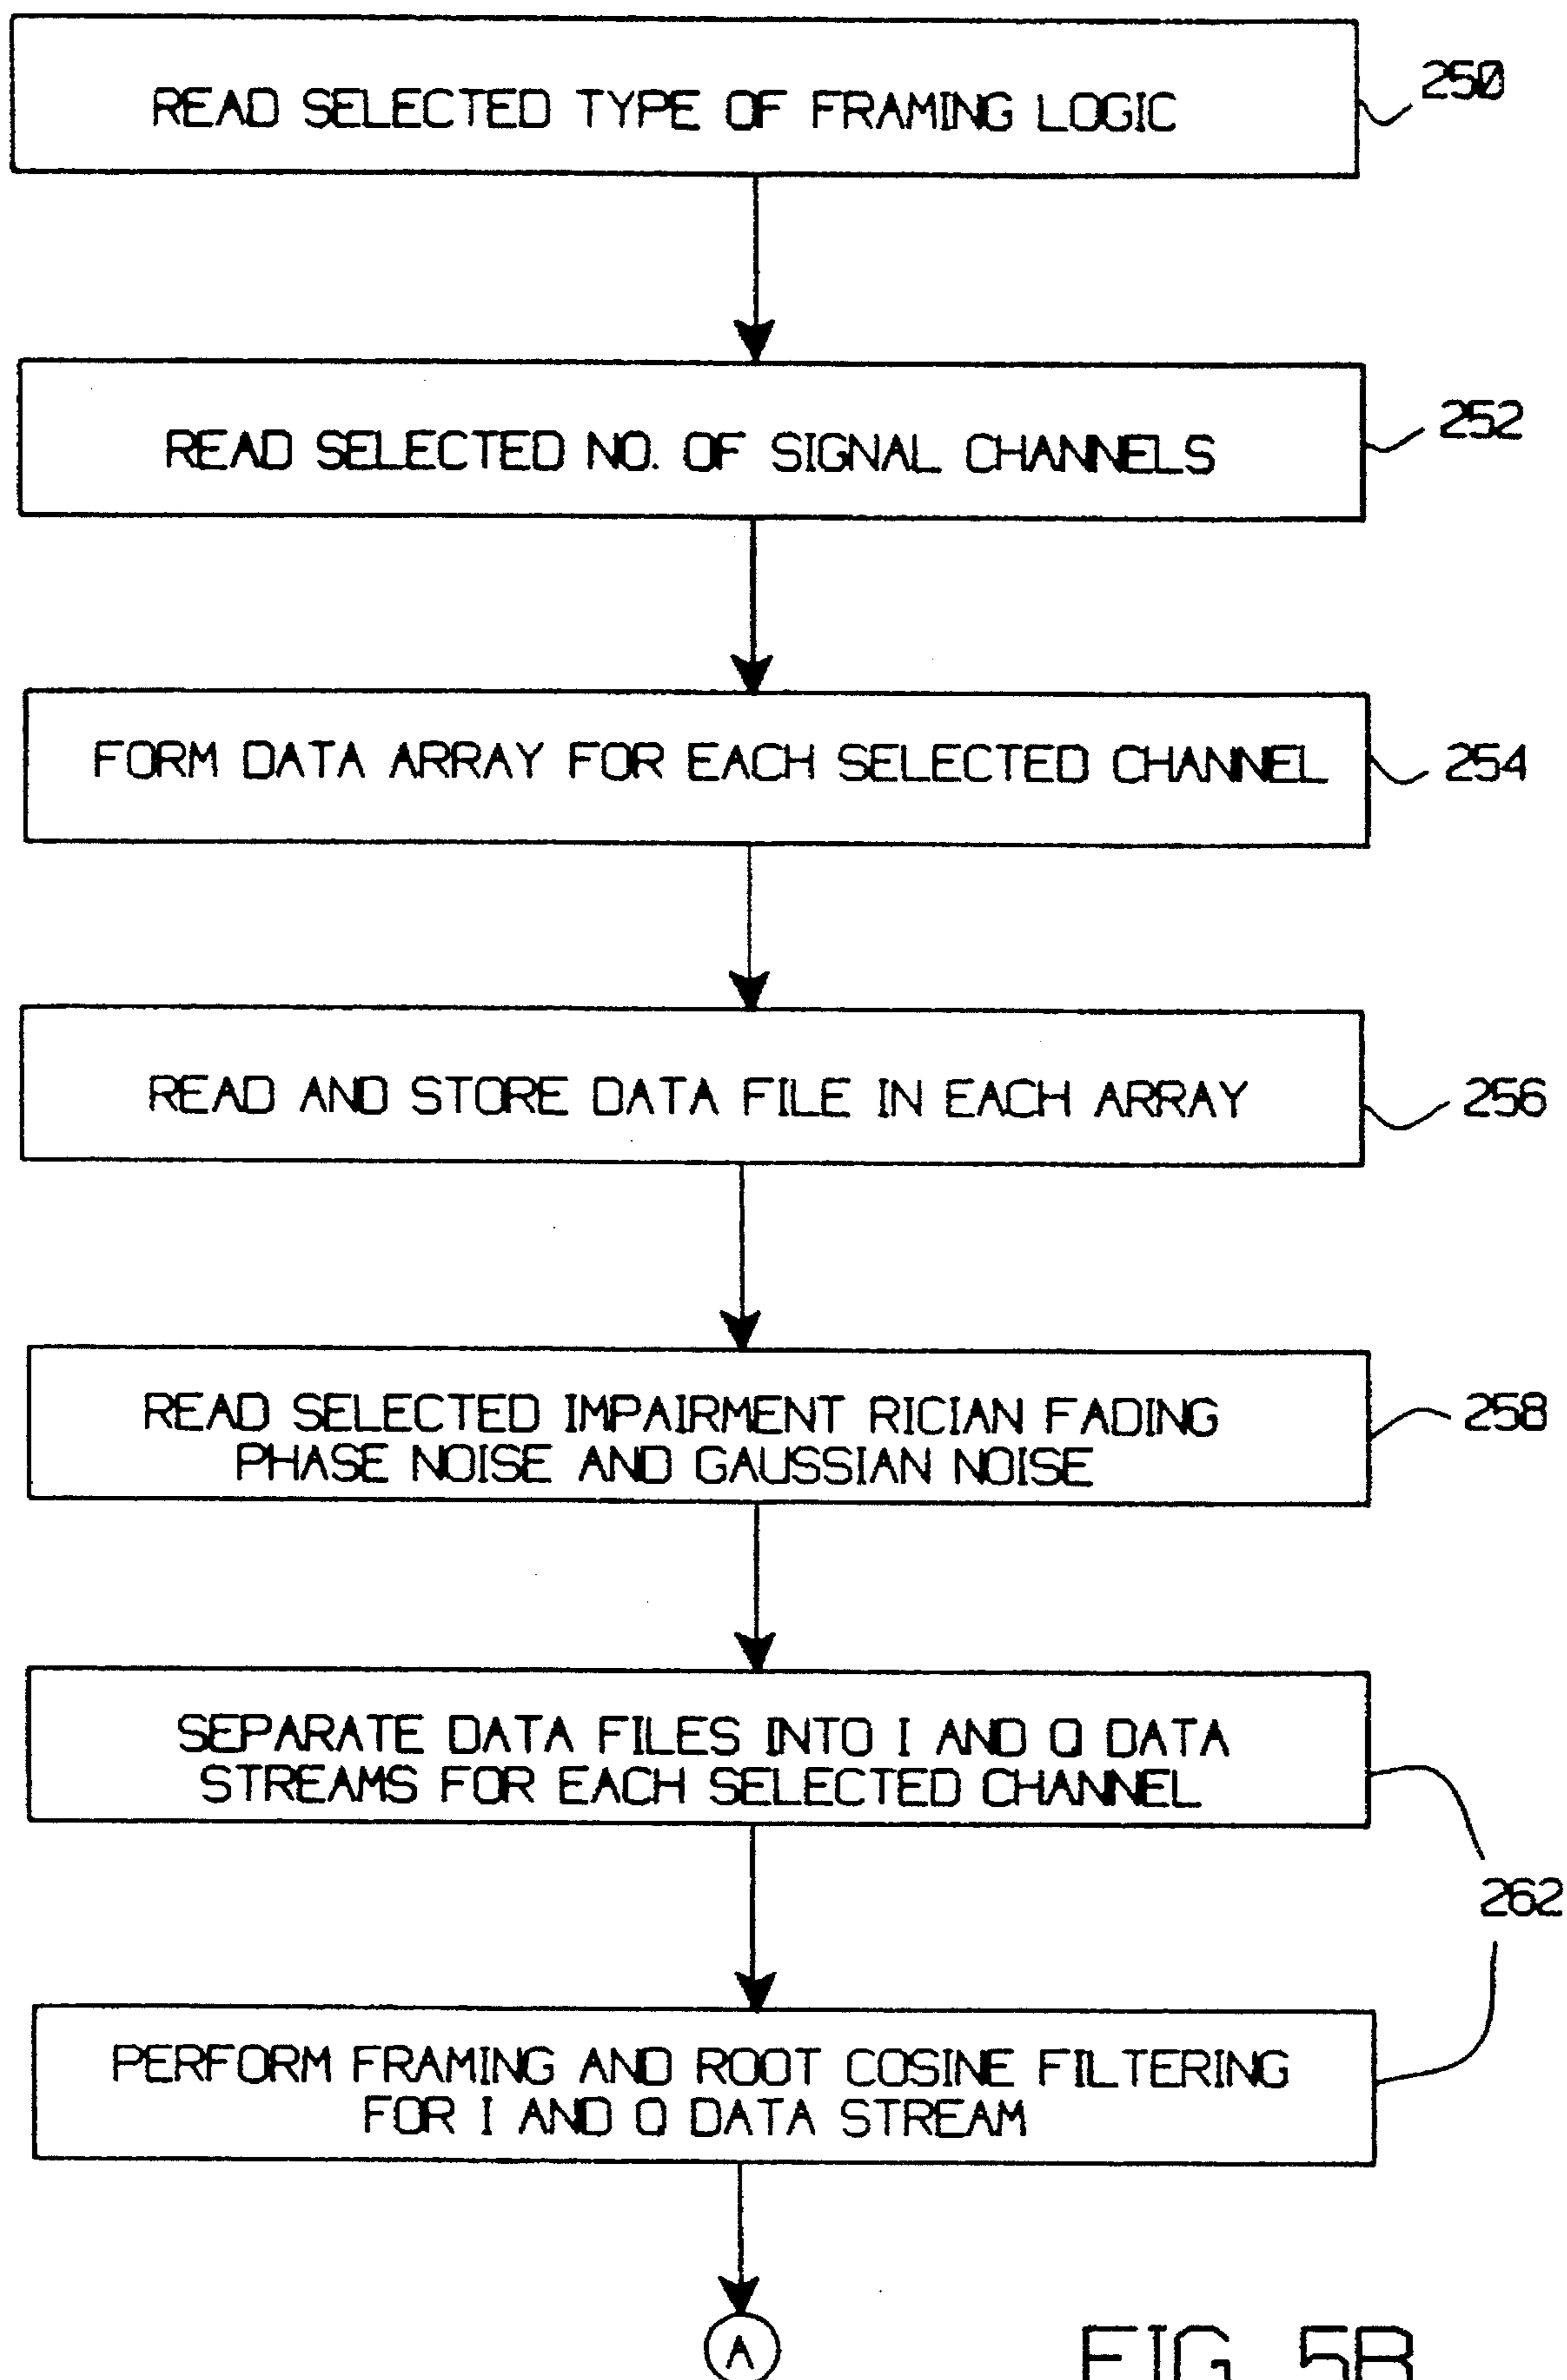 READ SELECTED TYPE OF FRAMING LOGIC
250
READ SELECTED NO. OF SIGNAL CHANNELS
252
FORM DATA ARRAY FOR EACH SELECTED CHANNEL
254
READ AND STORE DATA FILE IN EACH ARRAY
256
READ SELECTED IMPAIRMENT RICIAN FADING
PHASE NOISE AND GAUSSIAN NOISE
258
SEPARATE DATA FILES INTO I AND Q DATA
STREAMS FOR EACH SELECTED CHANNEL
262
PERFORM FRAMING AND ROOT COSINE FILTERING
FOR I AND Q DATA STREAM
A
FIG. 5B